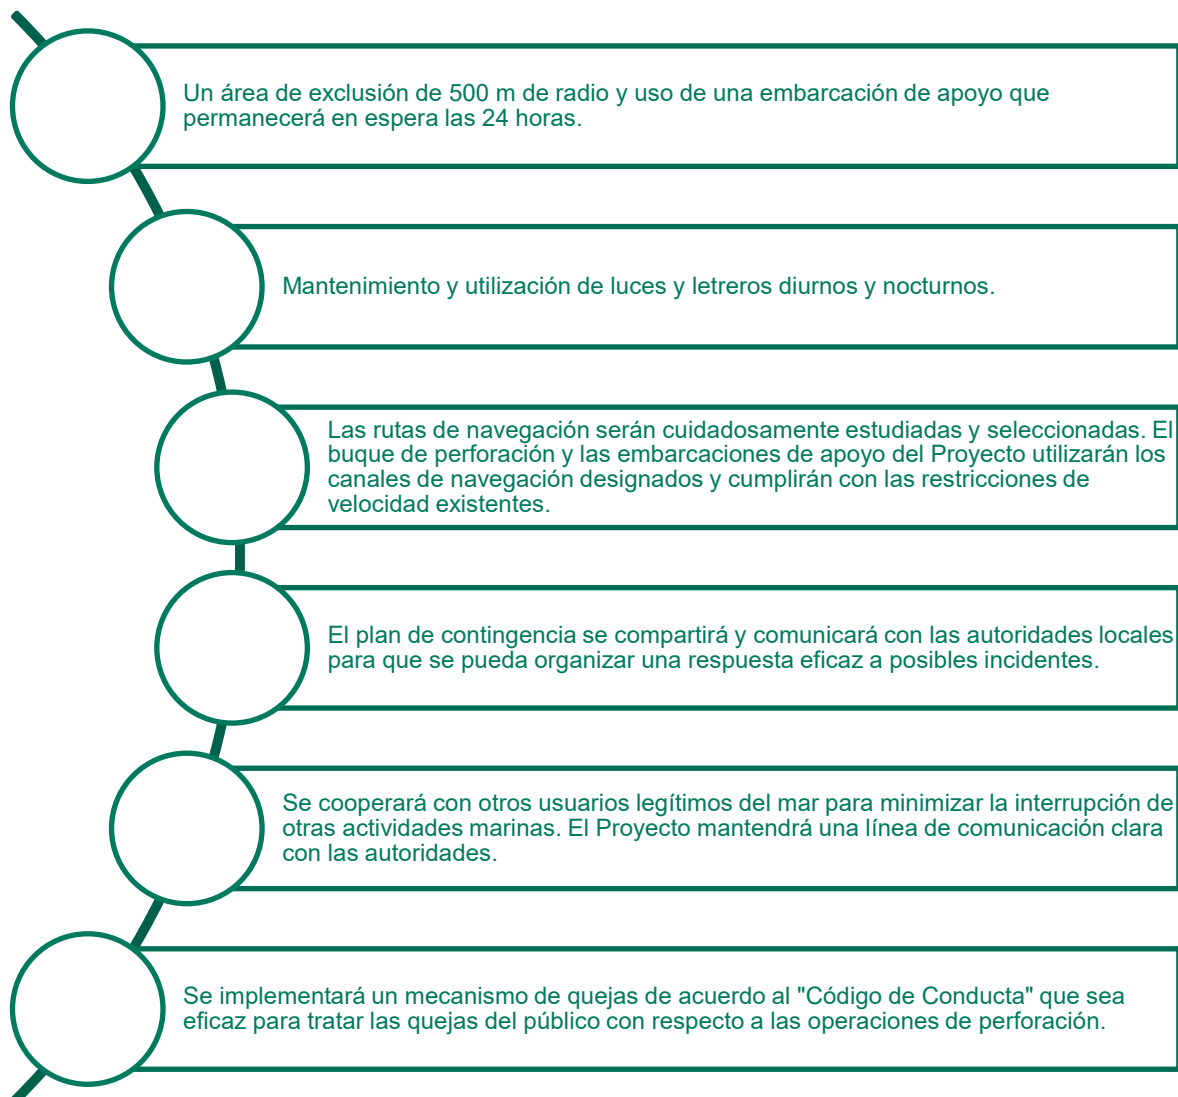 Un área de exclusión de 500 m de radio y uso de una embarcación de apoyo que
permanecerá en espera las 24 horas.
Mantenimiento y utilización de luces y letreros diurnos y nocturnos.
Las rutas de navegación serán cuidadosamente estudiadas y seleccionadas. El
buque de perforación y las embarcaciones de apoyo del Proyecto utilizarán los
canales de navegación designados y cumplirán con las restricciones de
velocidad existentes.
El plan de contingencia se compartirá y comunicará con las autoridades locales
para que se pueda organizar una respuesta eficaz a posibles incidentes.
Se cooperará con otros usuarios legítimos del mar para minimizar la interrupción de
otras actividades marinas. El Proyecto mantendrá una línea de comunicación clara
con las autoridades.
Se implementará un mecanismo de quejas de acuerdo al "Código de Conducta" que sea
eficaz para tratar las quejas del público con respecto a las operaciones de perforación.